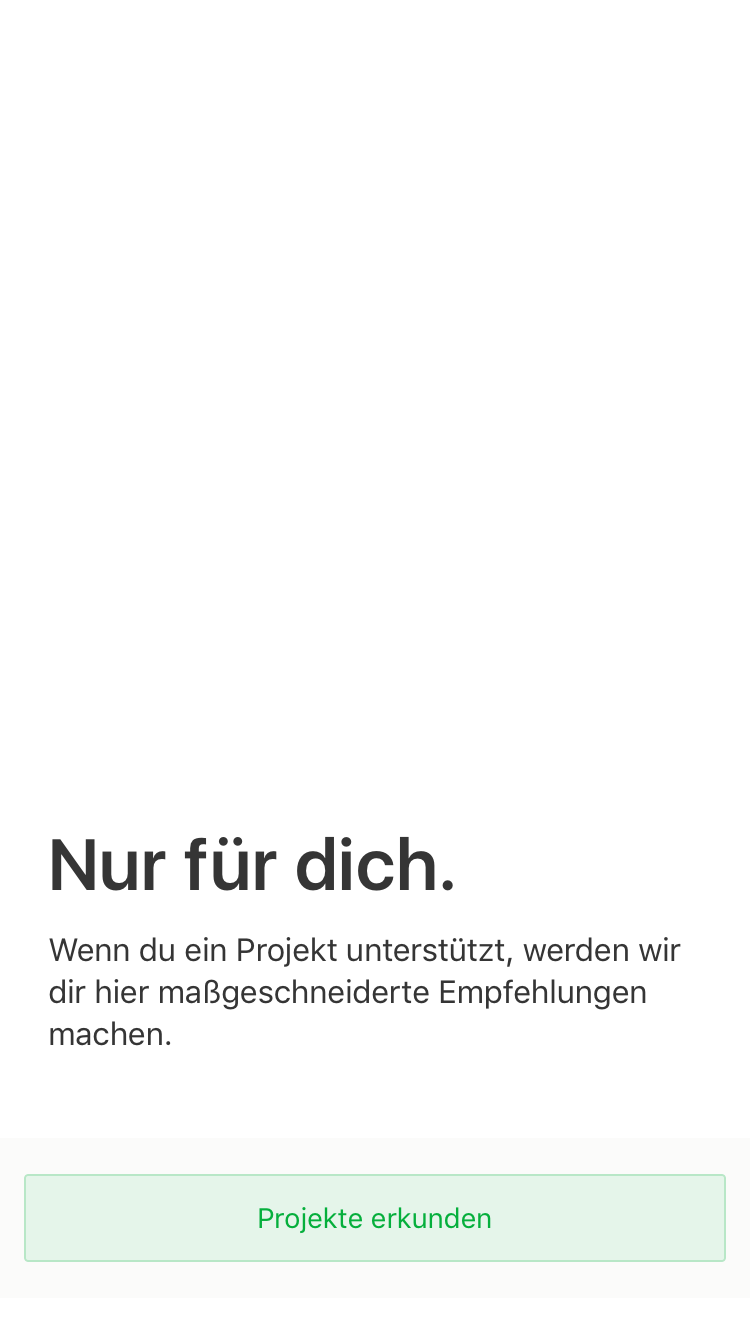 Nur für dich.
Wenn du ein Projekt unterstützt, werden wir
dir hier maßgeschneiderte Empfehlungen
machen.
Projekte erkunden